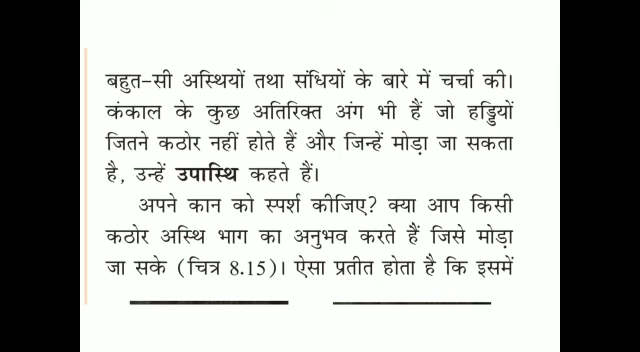 बहुत-सी अस्थियों तथा संधियों के बारे में चर्चा की।
कंकाल के कुछ अतिरिक्त अंग भी हैं जो हड्डियों
जितने कठोर नहीं होते हैं और जिन्हें मोड़ा जा सकता
है, उन्हें उपास्थि कहते हैं।
अपने कान को स्पर्श कीजिए? क्या आप किसी
कठोर अस्थि भाग का अनुभव करते हैं जिसे मोड़ा
जा सके (चित्र 8.15)। ऐसा प्रतीत होता है कि इसमें